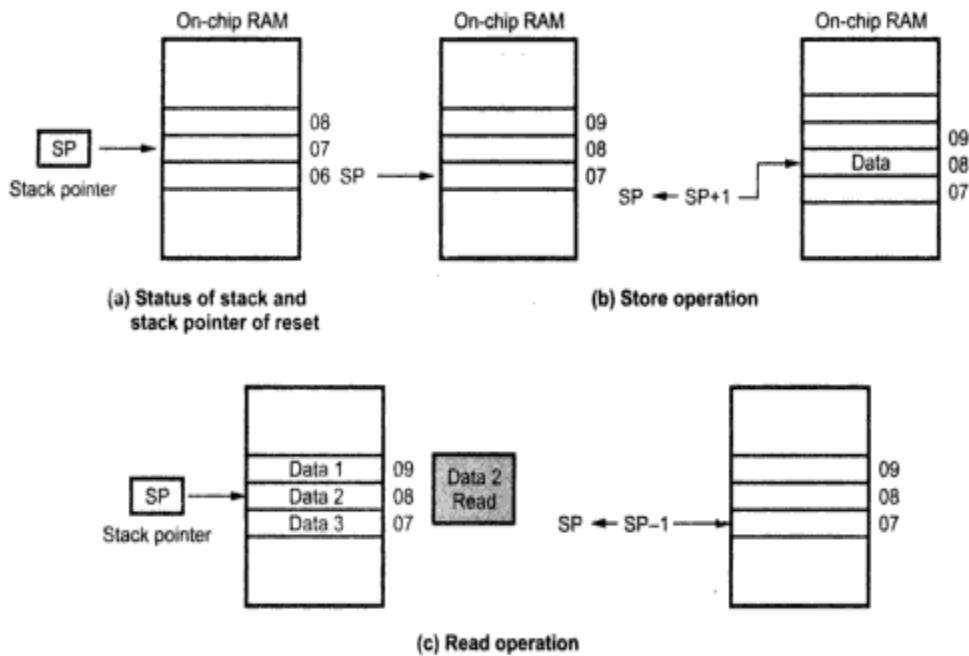 On-chip RAM
On-chip RAM
On-chip RAM
08
07
06
SP
Stack pointer
SP
09
08
07
SP ← SP+1
Data
09
08
07
(a) Status of stack and
stack pointer of reset
(b) Store operation
SP
Stack pointer
Data 1
Data 2
Data 3
09
08
07
Data 2
Read
SP ← SP–1
09
08
07
(c) Read operation